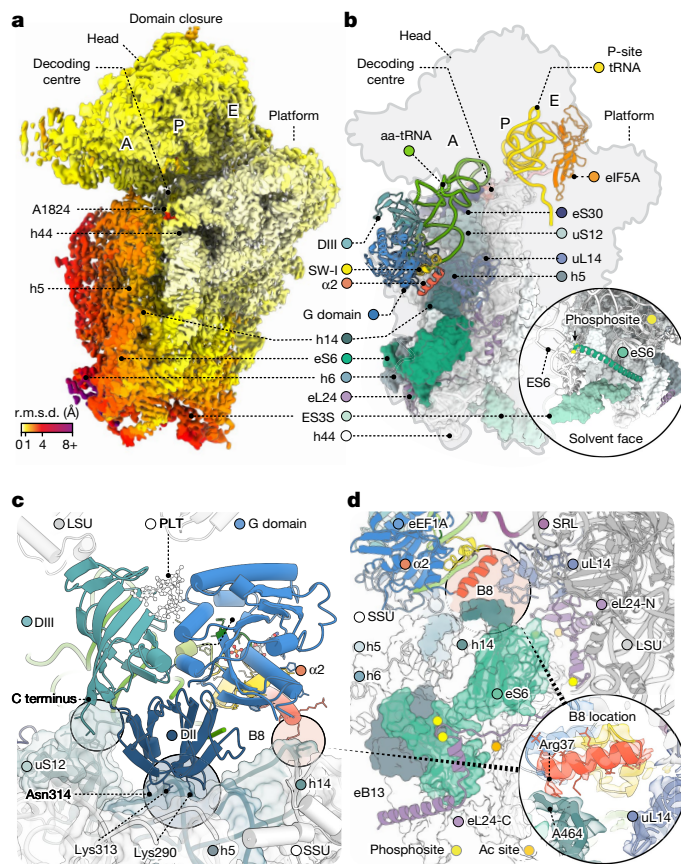 a
Domain closure
Head
Decoding
centre
E
P
A
Platform
A1824
h44
h5
r.m.s.d. (Å)
0 1 4 8+
b
Head
Decoding
centre
P-site
tRNA
E
P
A
Platform
aa-tRNA
eIF5A
DIII
eS30
uS12
SW-I
uL14
α2
h5
G domain
h14
eS6
h6
eL24
ES3S
h44
Phosphosite
eS6
ES6
Solvent face
c
LSU
PLT
G domain
DIII
α2
C terminus
DII
B8
uS12
h14
Asn314
Lys313
Lys290
h5
SSU
d
eEF1A
SRL
α2
uL14
B8
eL24-N
SSU
h14
LSU
h5
h6
eS6
B8 location
Arg37
eB13
A464
uL14
eL24-C
Phosphosite
Ac site